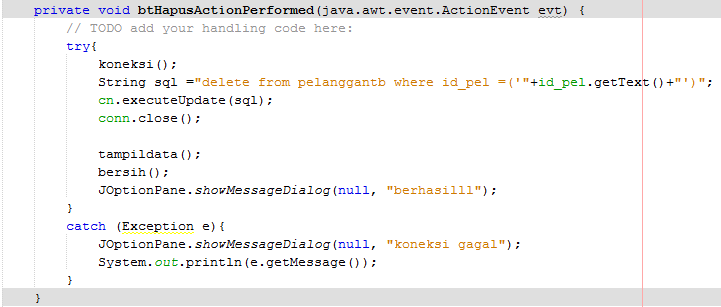 private void btHapusActionPerformed(java.awt.event.ActionEvent evt) {
// TODO add your handling code here:
try{
koneksi();
String sql ="delete from pelanggantb where id_pel =('"+id_pel.getText()+"')";
cn.executeUpdate(sql);
conn.close();
tampildata();
bersih();
JOptionPane.showMessageDialog(null, "berhasilll");
}
catch (Exception e){
JOptionPane.showMessageDialog(null, "koneksi gagal");
System.out.println(e.getMessage());
}
}